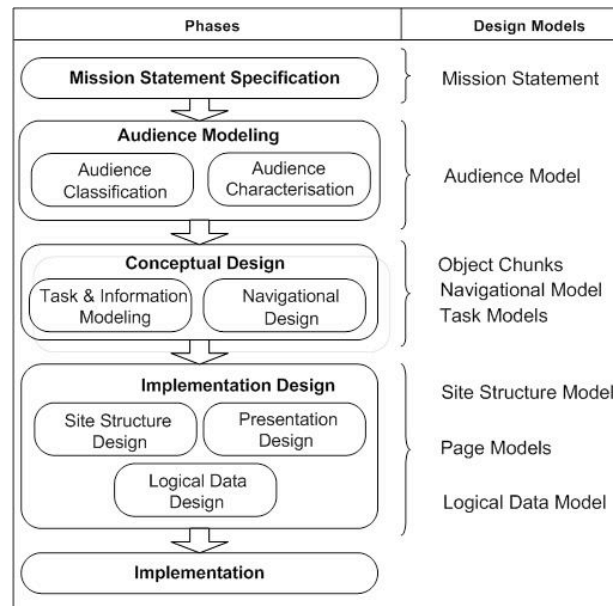 Phases
Design Models
Mission Statement Specification
Mission Statement
Audience Modeling
Audience
Classification
Audience
Characterisation
Audience Model
Conceptual Design
Task & Information
Modeling
Navigational
Design
Object Chunks
Navigational Model
Task Models
Implementation Design
Site Structure
Design
Presentation
Design
Logical Data
Design
Site Structure Model
Page Models
Logical Data Model
Implementation